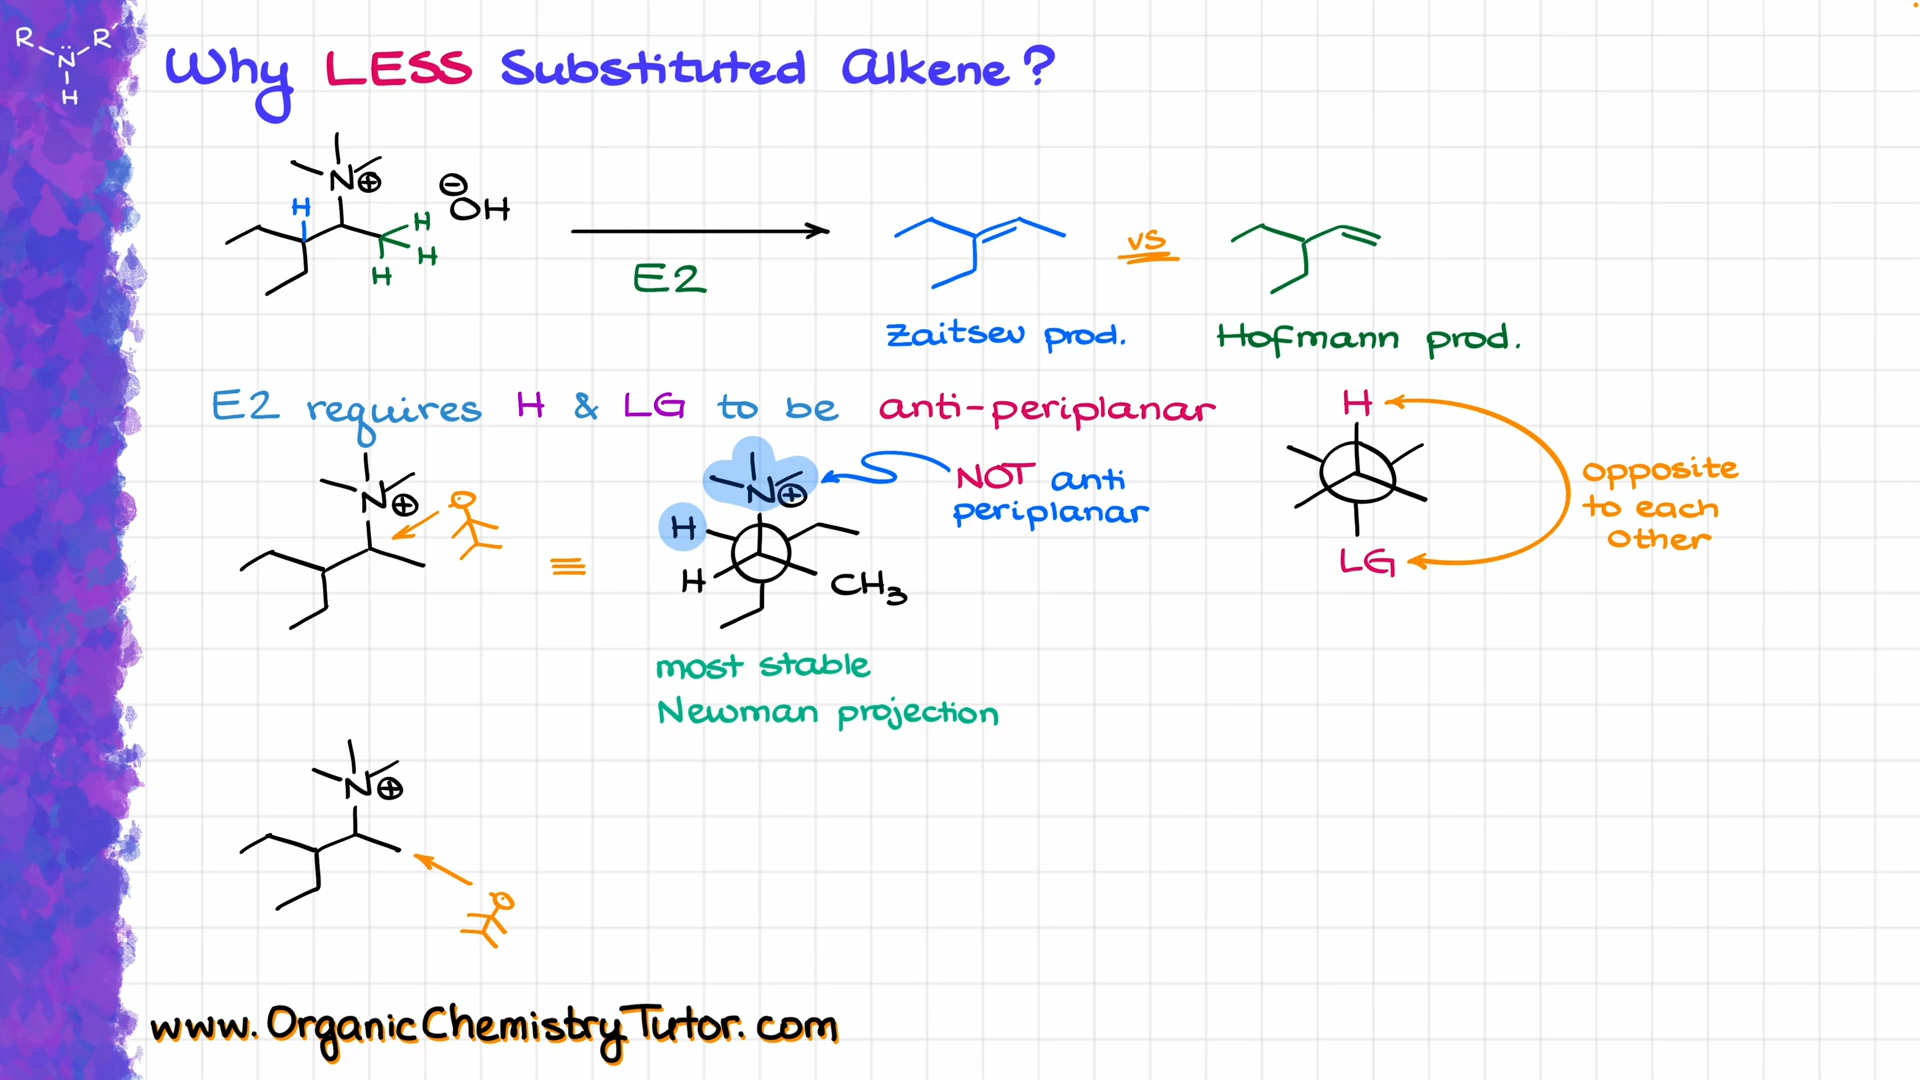 R R'
N
H
Why LESS Substituted Alkene?
N⊕
H
H
H
H
⊖
OH
E2
vs
Zaitsev prod.
Hofmann prod.
E2 requires H & LG to be anti-periplanar
H
LG
opposite
to each
other
N⊕
N⊕
H
H
CH3
NOT anti
periplanar
most stable
Newman projection
N⊕
www.OrganicChemistryTutor.com